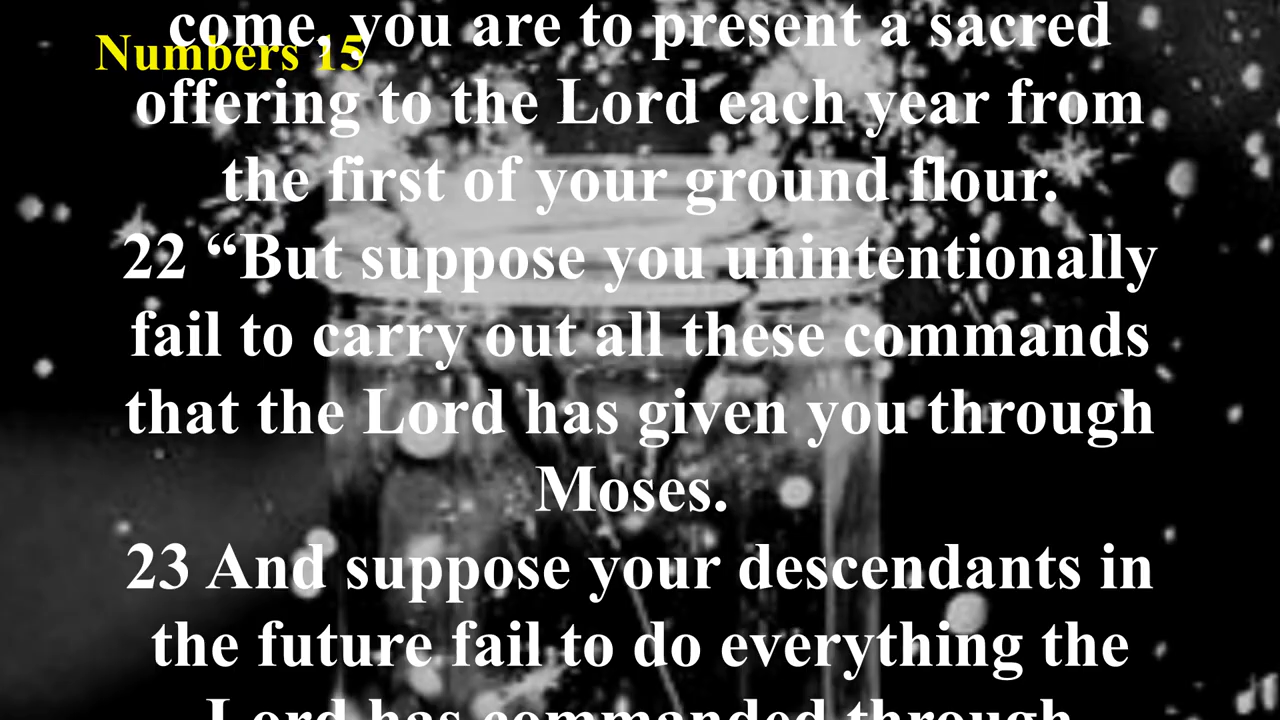 come, you are to present a sacred
Numbers 15
offering to the Lord each year from
the first of your ground flour.
22 “But suppose you unintentionally
fail to carry out all these commands
that the Lord has given you through
Moses.
23 And suppose your descendants in
the future fail to do everything the
Lord has commanded through